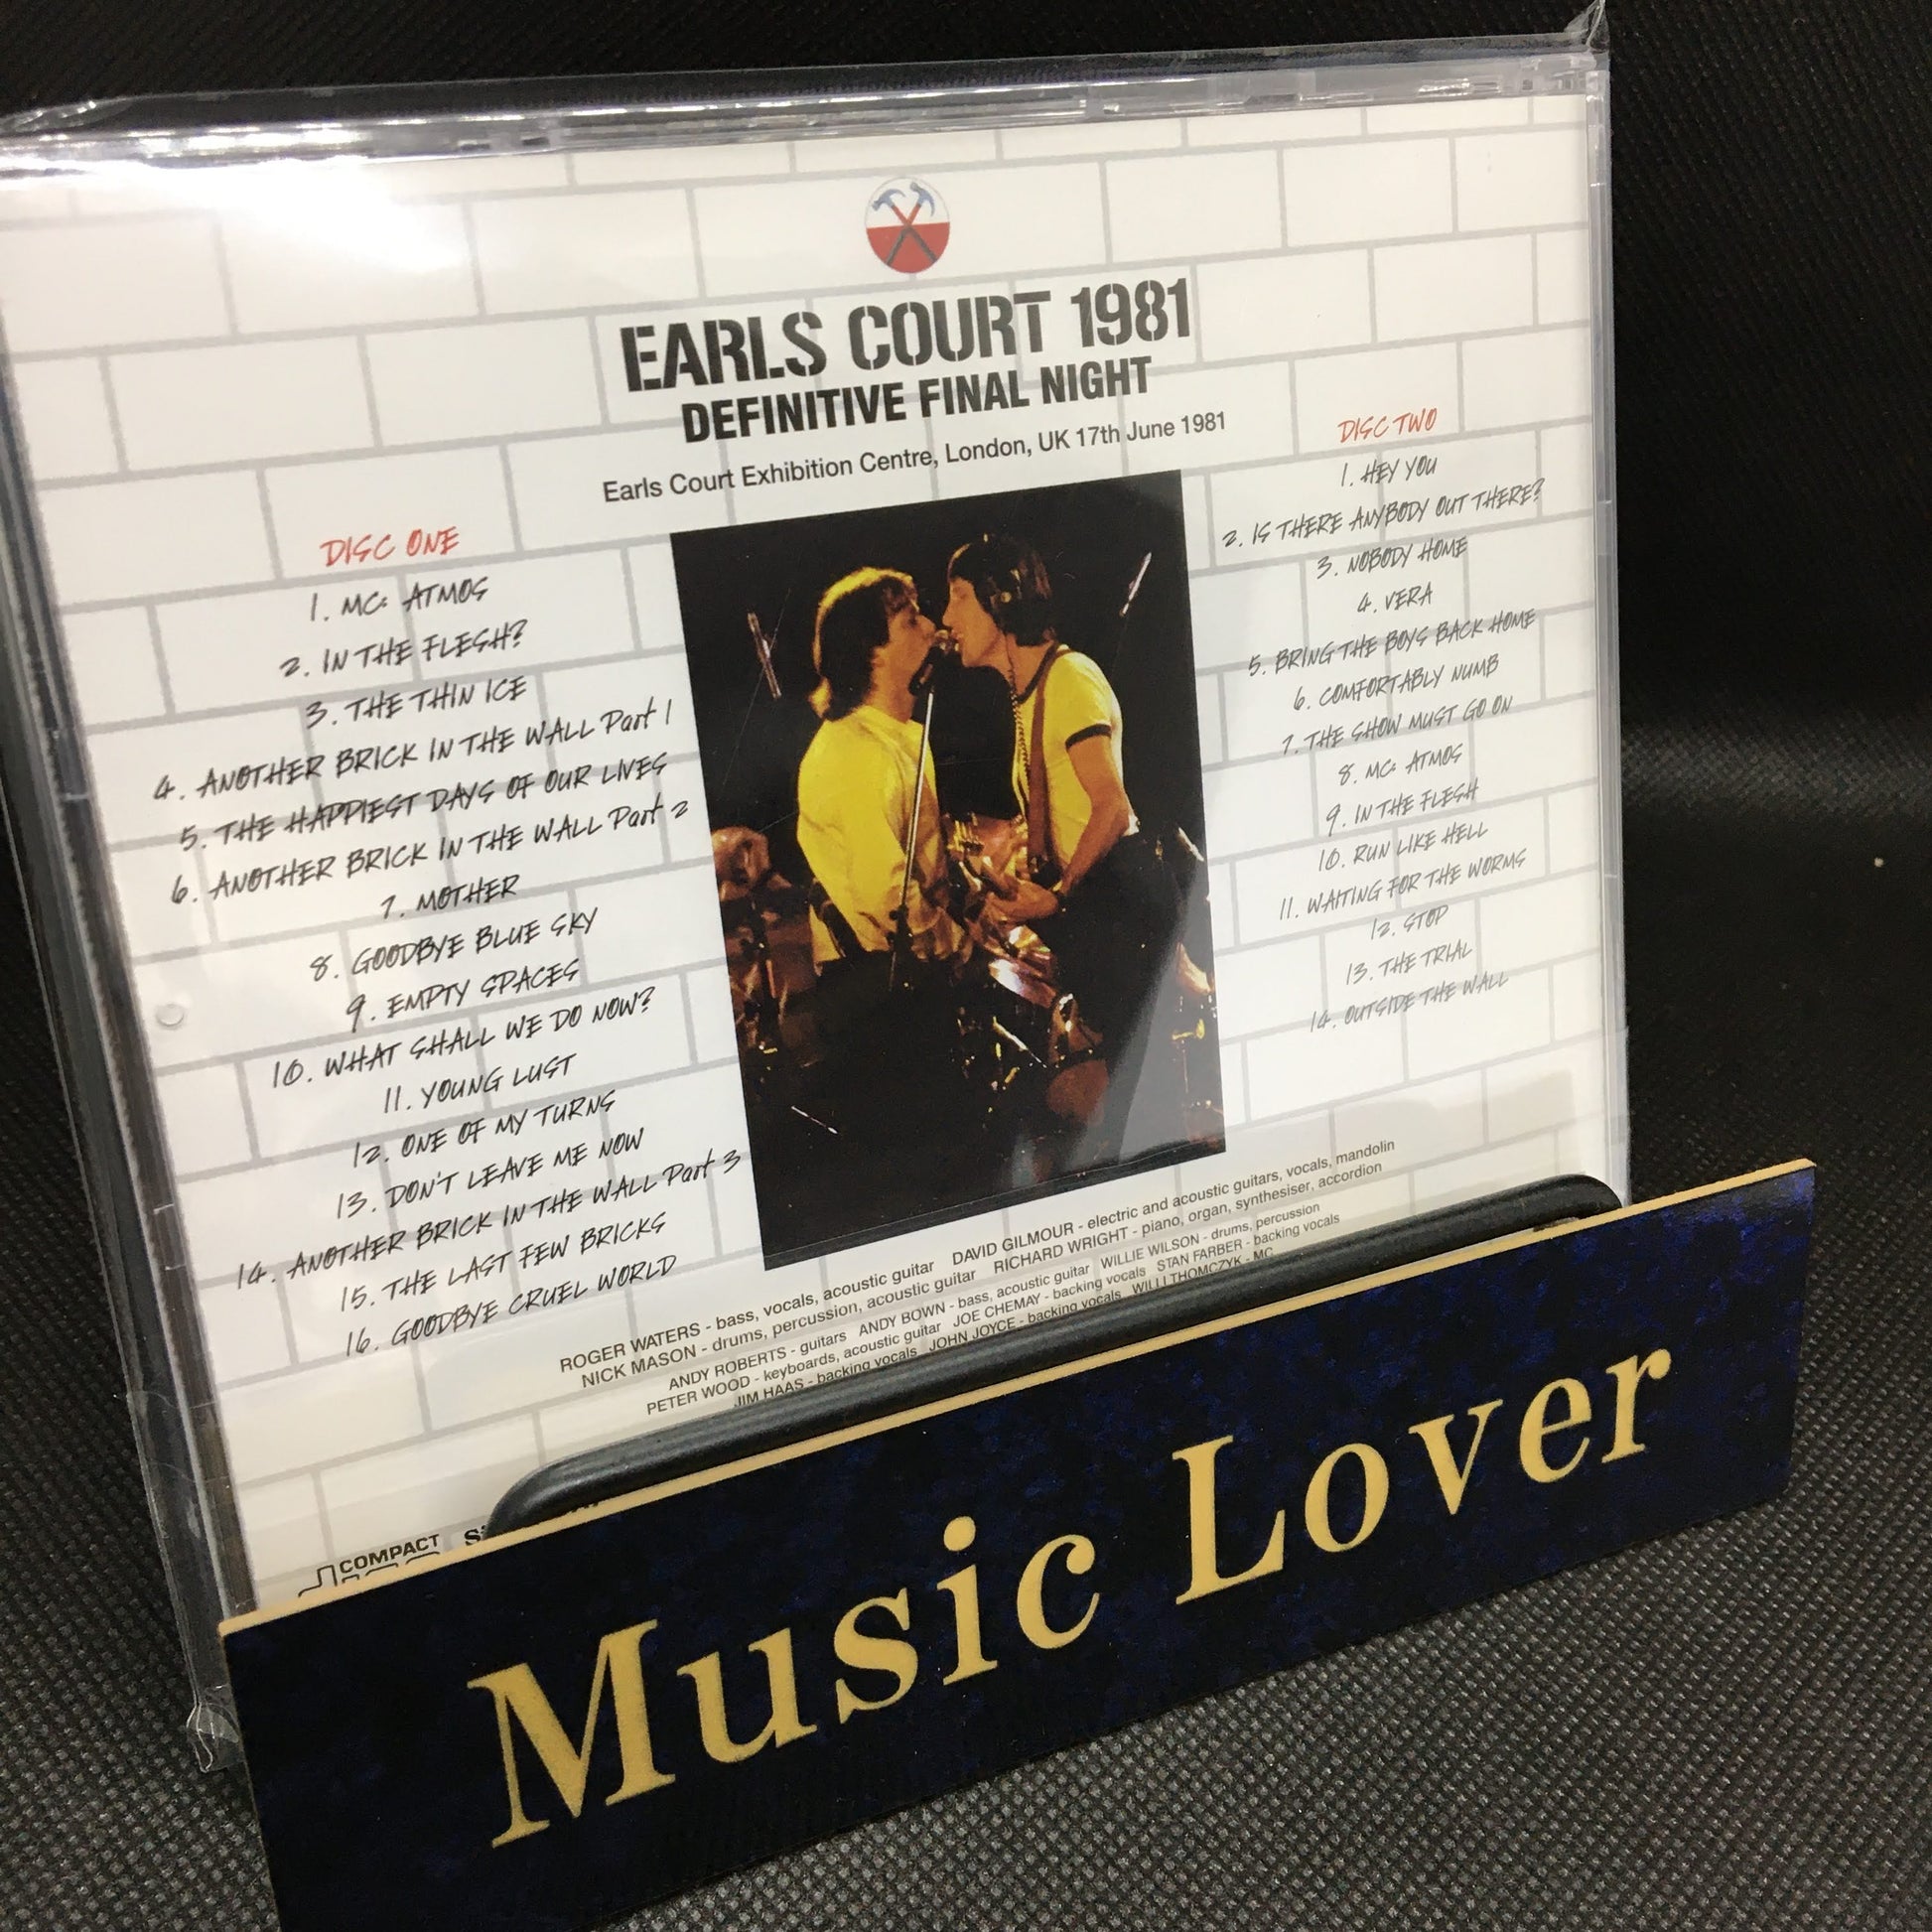 EARLS COURT 1981
DEFINITIVE FINAL NIGHT
Earls Court Exhibition Centre, London, UK 17th June 1981
DISC ONE
1. MC: ATMOS
2. IN THE FLESH?
3. THE THIN ICE
4. ANOTHER BRICK IN THE WALL Part 1
5. THE HAPPIEST DAYS OF OUR LIVES
6. ANOTHER BRICK IN THE WALL Part 2
7. MOTHER
8. GOODBYE BLUE SKY
9. EMPTY SPACES
10. WHAT SHALL WE DO NOW?
11. YOUNG LUST
12. ONE OF MY TURNS
13. DON'T LEAVE ME NOW
14. ANOTHER BRICK IN THE WALL Part 3
15. THE LAST FEW BRICKS
16. GOODBYE CRUEL WORLD
DISC TWO
1. HEY YOU
2. IS THERE ANYBODY OUT THERE?
3. NOBODY HOME
4. VERA
5. BRING THE BOYS BACK HOME
6. COMFORTABLY NUMB
7. THE SHOW MUST GO ON
8. MC: ATMOS
9. IN THE FLESH
10. RUN LIKE HELL
11. WAITING FOR THE WORMS
12. STOP
13. THE TRIAL
14. OUTSIDE THE WALL
ROGER WATERS - bass, vocals, acoustic guitar DAVID GILMOUR - electric and acoustic guitars, vocals, mandolin
NICK MASON - drums, percussion, acoustic guitar RICHARD WRIGHT - piano, organ, synthesiser, accordion
ANDY ROBERTS - guitars ANDY BOWN - bass, acoustic guitar WILLIE WILSON - drums, percussion
PETER WOOD - keyboards, acoustic guitar JOE CHEMAY - backing vocals STAN FARBER - backing vocals
JIM HAAS - backing vocals JOHN JOYCE - backing vocals WILLI THOMCZYK - MC
COMPACT
Music Lover